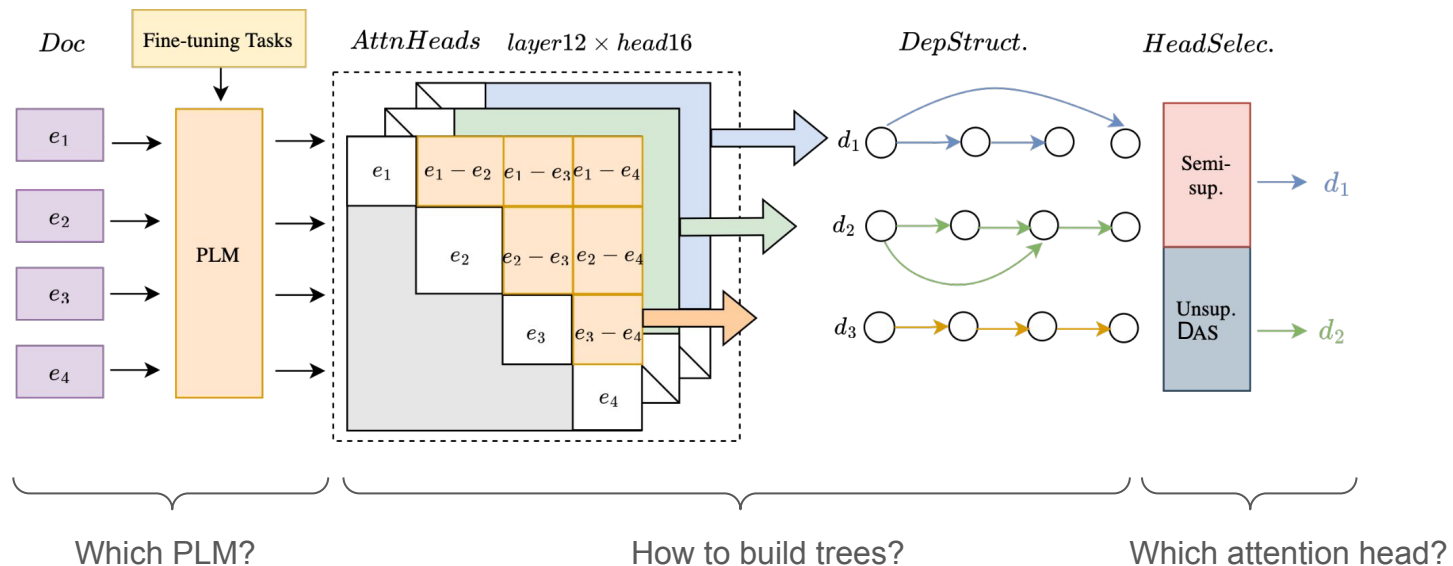 Doc
Fine-tuning Tasks
AttnHeads layer12 × head16
DepStruct.
HeadSelec.
e₁
e₂
e₃
e₄
PLM
e₁ e₁ − e₂ e₁ − e₃ e₁ − e₄
e₂ e₂ − e₃ e₂ − e₄
e₃ e₃ − e₄
e₄
d₁
d₂
d₃
Semi-
sup.
Unsup.
DAS
d₁
d₂
Which PLM?
How to build trees?
Which attention head?